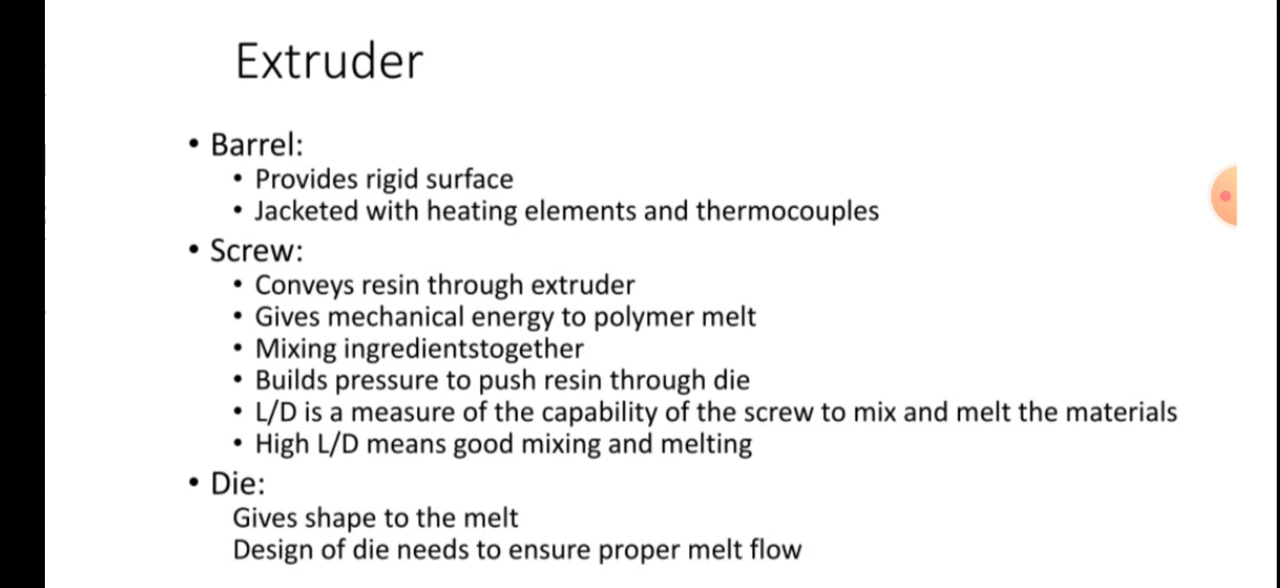 Extruder
• Barrel:
• Provides rigid surface
• Jacketed with heating elements and thermocouples
• Screw:
• Conveys resin through extruder
• Gives mechanical energy to polymer melt
• Mixing ingredientstogether
• Builds pressure to push resin through die
• L/D is a measure of the capability of the screw to mix and melt the materials
• High L/D means good mixing and melting
• Die:
Gives shape to the melt
Design of die needs to ensure proper melt flow